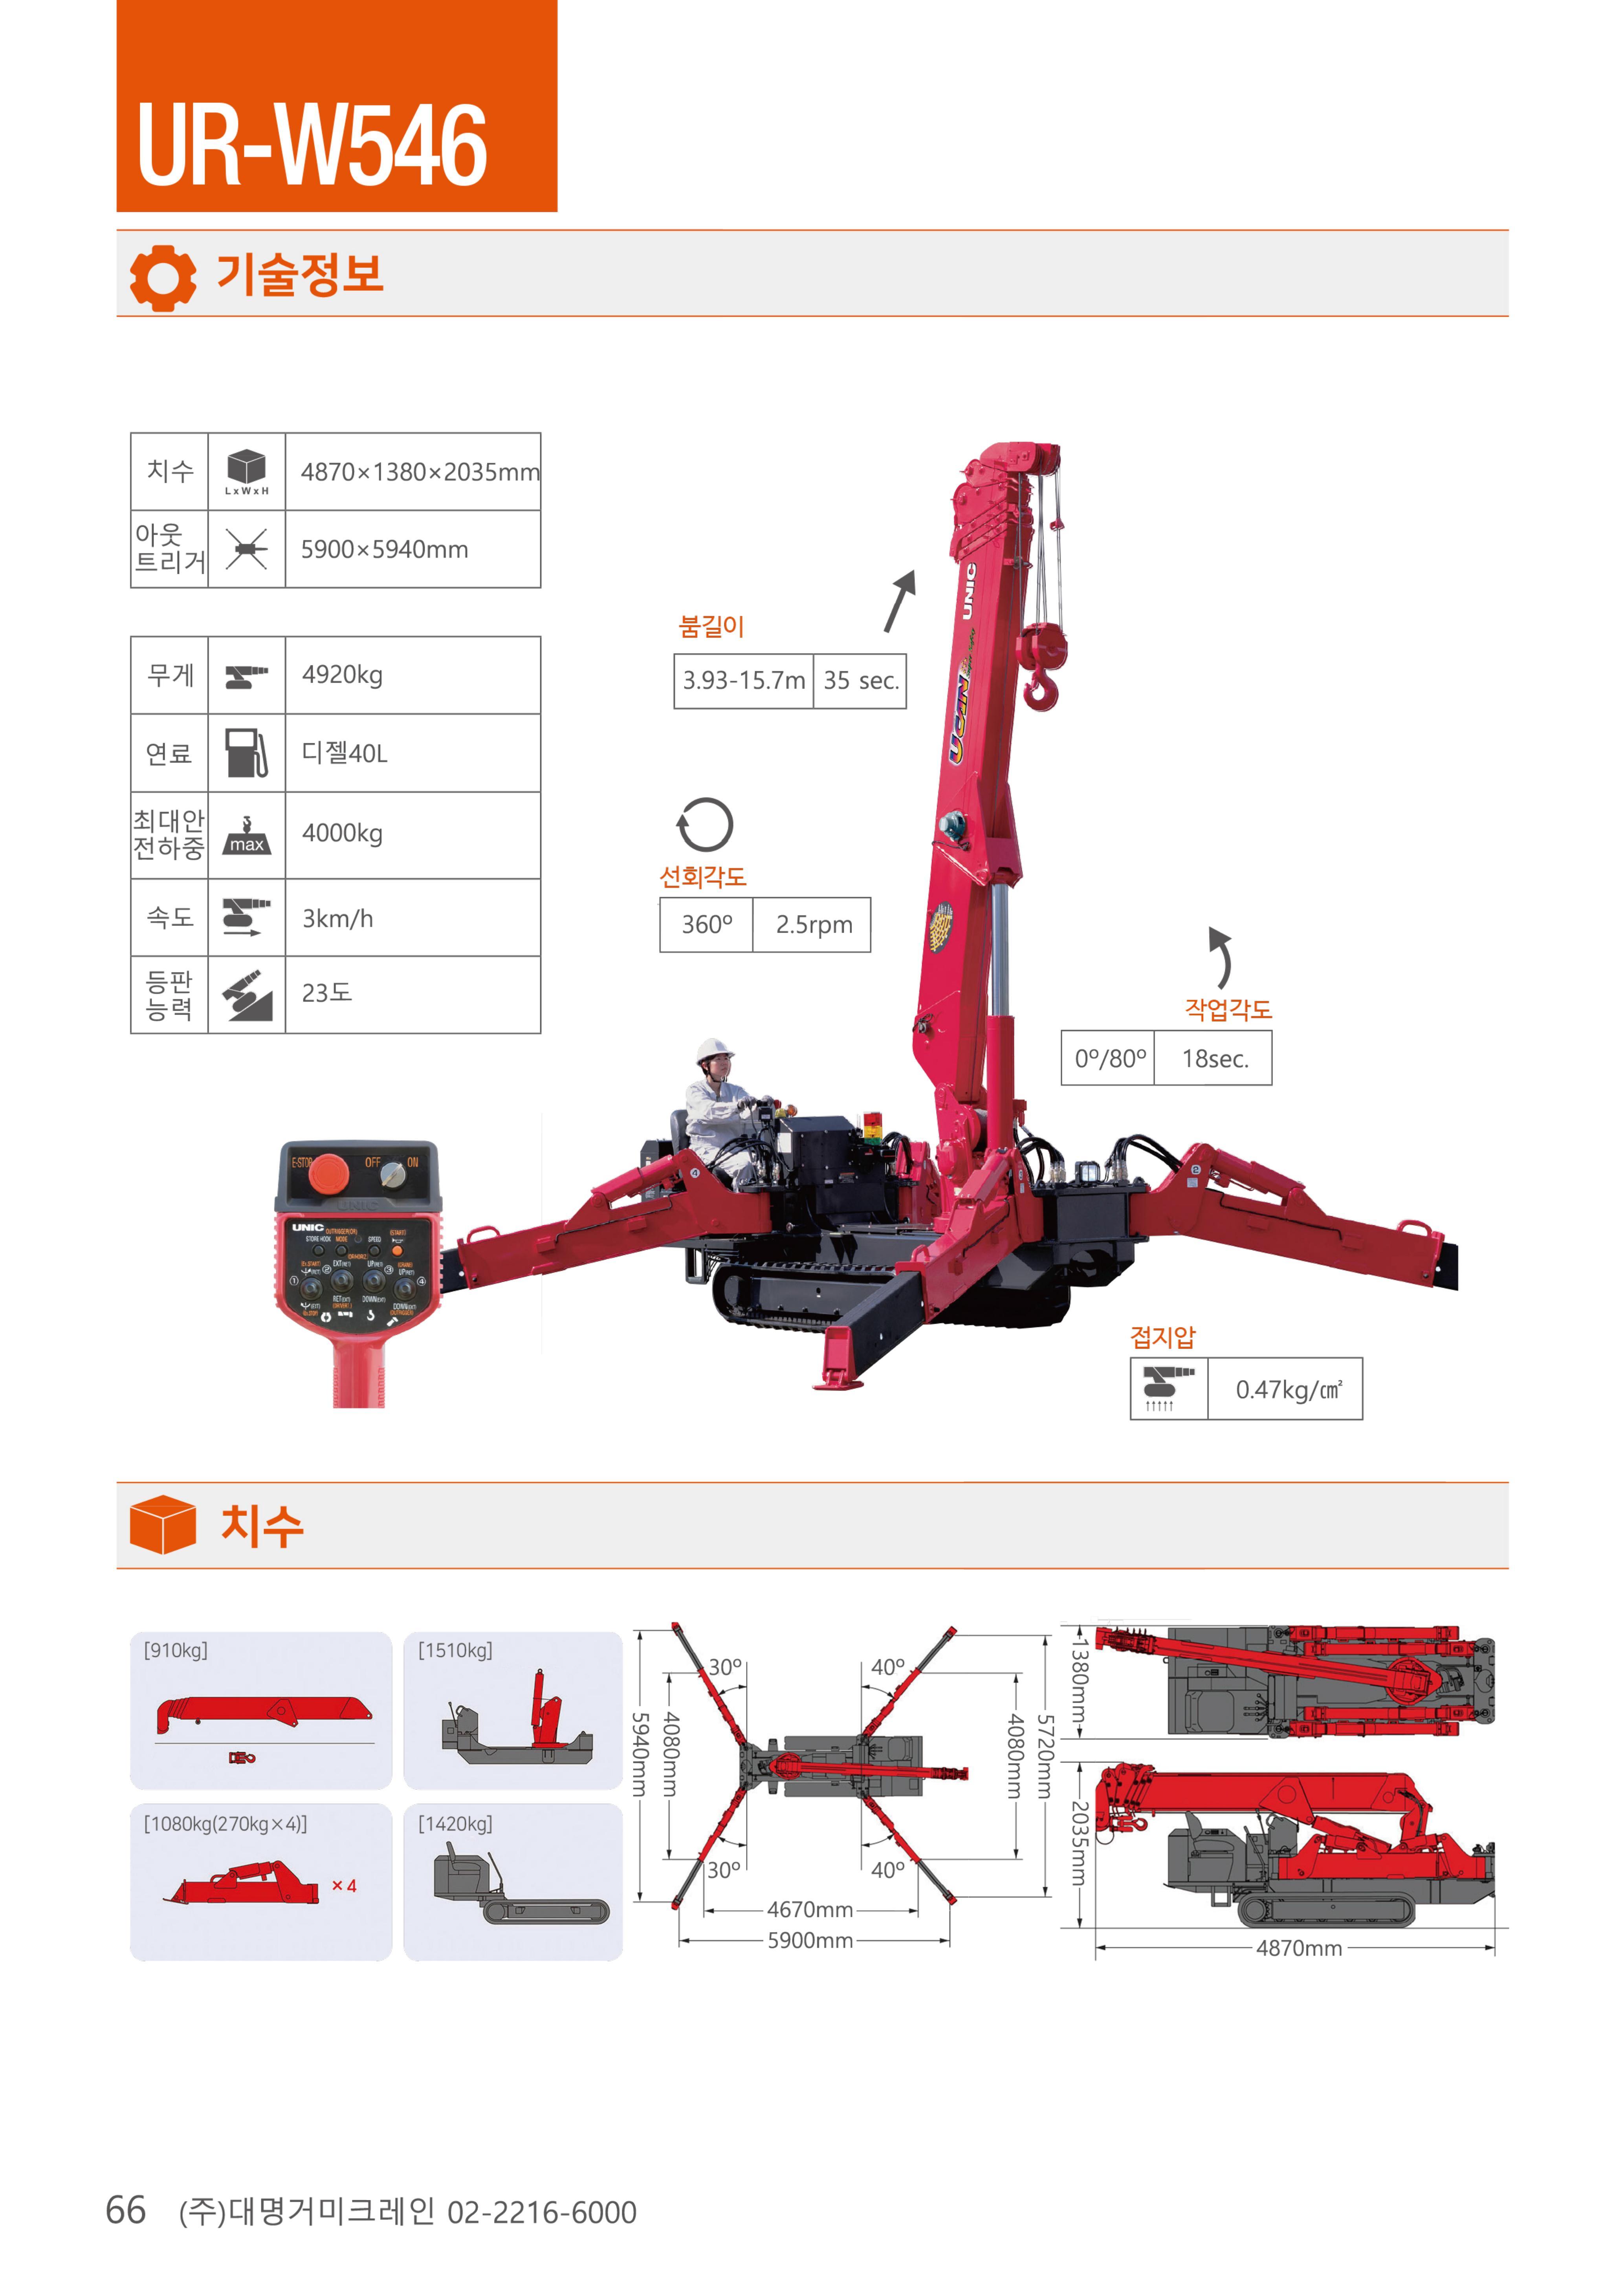 UR-W546
기술정보
치수
LxWxH
4870×1380×2035mm
아웃
트리거
5900×5940mm
무게
4920kg
연료
디젤40L
최대안
전하중
max
4000kg
속도
3km/h
등판
능력
23도
붐길이
3.93-15.7m
35 sec.
선회각도
360º
2.5rpm
작업각도
0º/80º
18sec.
UNIC
접지압
0.47kg/㎠
OFF
ON
UNIC
STORE HOOK
MODE
SPEED
치수
[910kg]
[1510kg]
[1080kg(270kg×4)]
×4
[1420kg]
30º
40º
5940mm
4080mm
4080mm
5720mm
30º
40º
4670mm
5900mm
1380mm
2035mm
4870mm
66 (주)대명거미크레인 02-2216-6000